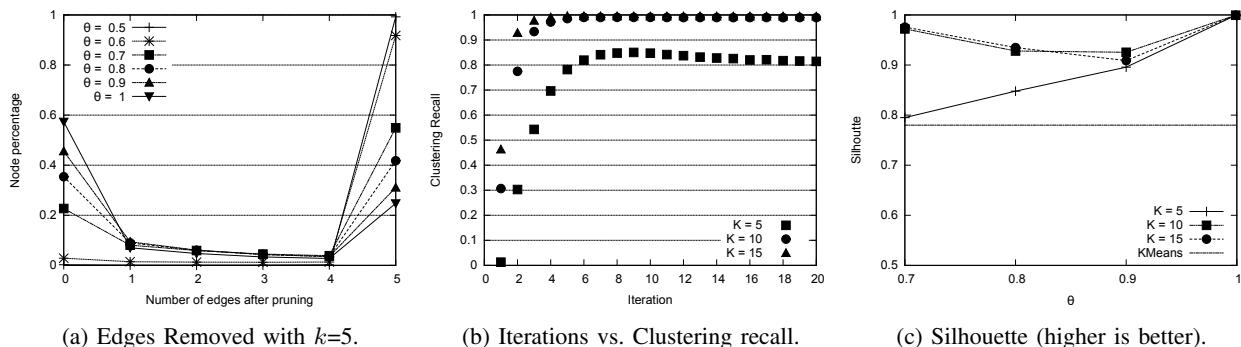 1
0.8
0.6
0.4
0.2
0
0 1 2 3 4 5
Node percentage
Number of edges after pruning
θ = 0.5
θ = 0.6
θ = 0.7
θ = 0.8
θ = 0.9
θ = 1
(a) Edges Removed with k=5.
1
0.9
0.8
0.7
0.6
0.5
0.4
0.3
0.2
0.1
0
0 2 4 6 8 10 12 14 16 18 20
Clustering Recall
Iteration
K = 5
K = 10
K = 15
(b) Iterations vs. Clustering recall.
1
0.9
0.8
0.7
0.6
0.5
0.7 0.8 0.9 1
Silhoutte
θ
K = 5
K = 10
K = 15
KMeans
(c) Silhouette (higher is better).